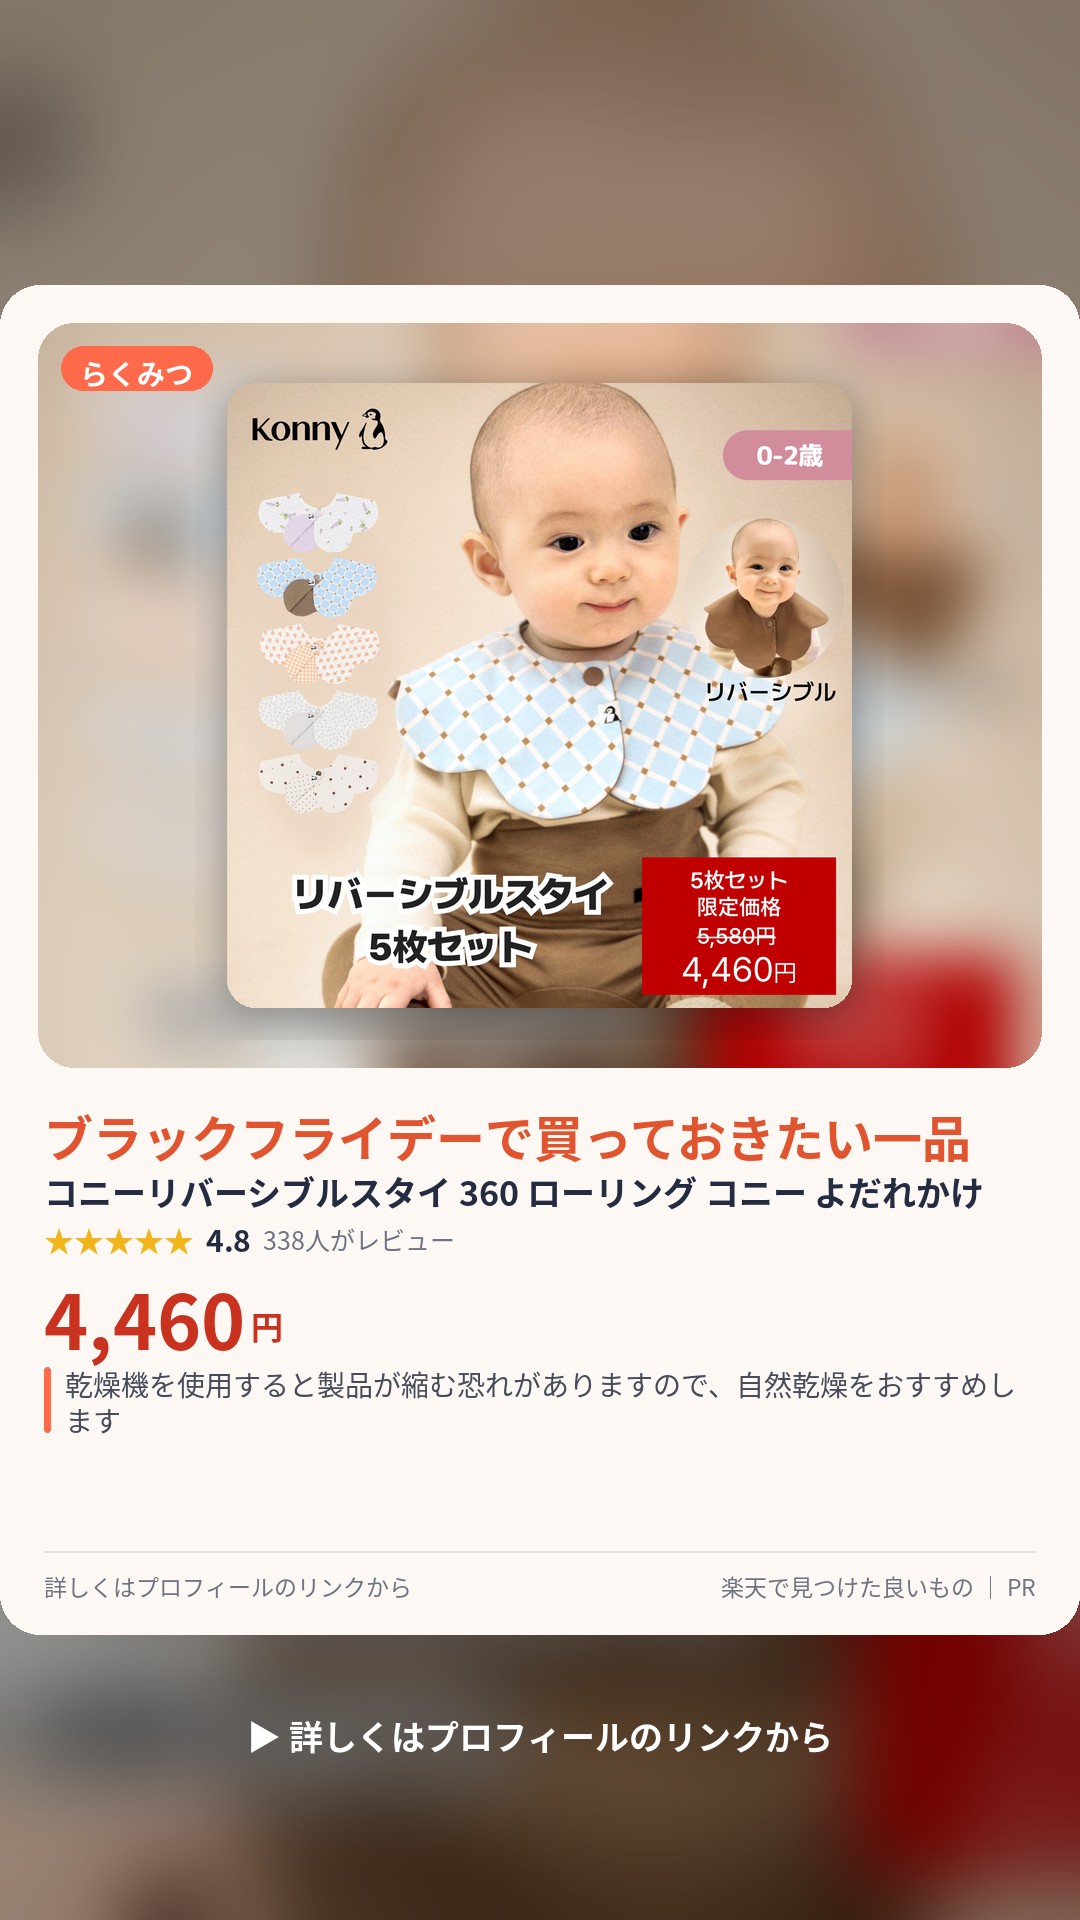 らくみつ
Konny
0-2歳
リバーシブル
リバーシブルスタイ
5枚セット
5枚セット
限定価格
5,580円
4,460円
ブラックフライデーで買っておきたい一品
コニーリバーシブルスタイ 360 ローリング コニー よだれかけ
★★★★★ 4.8 338人がレビュー
4,460円
乾燥機を使用すると製品が縮む恐れがありますので、自然乾燥をおすすめし
ます
詳しくはプロフィールのリンクから
楽天で見つけた良いもの｜PR
▶ 詳しくはプロフィールのリンクから